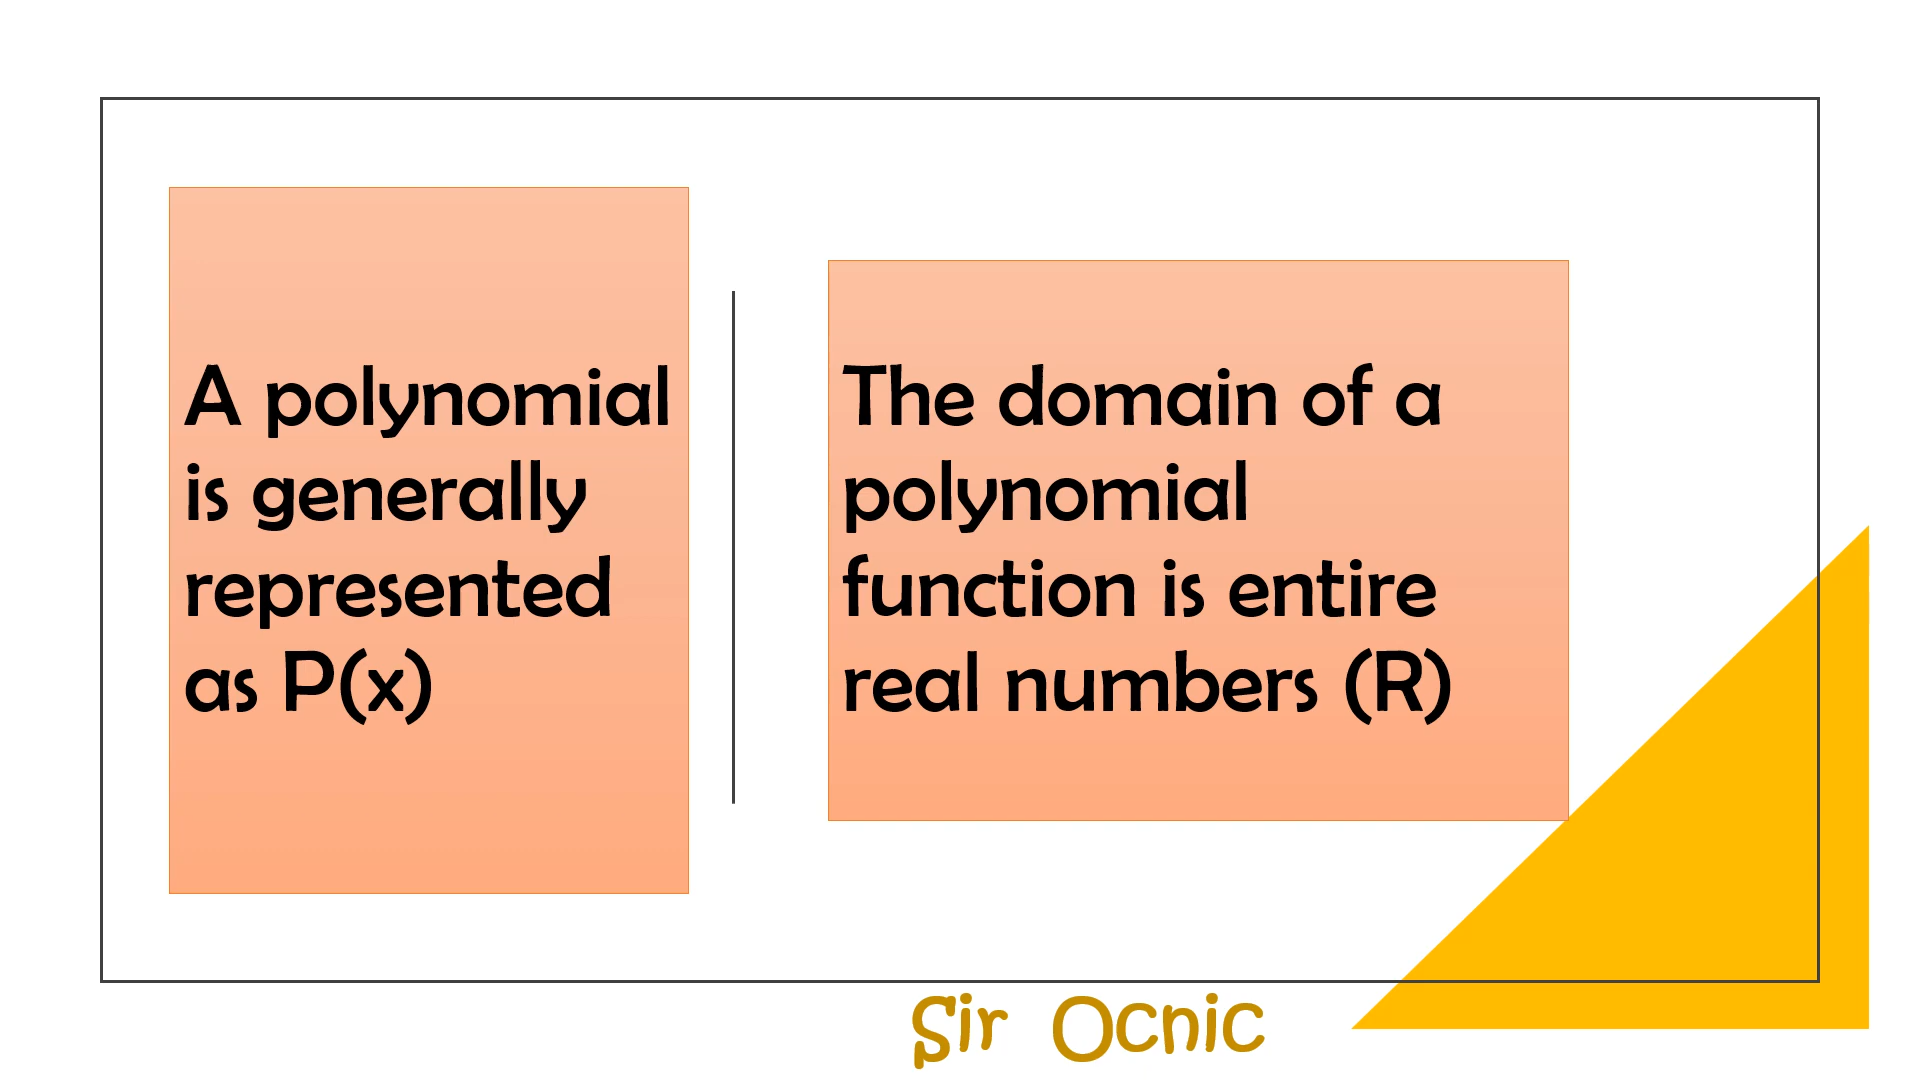 A polynomial
is generally
represented
as P(x)
The domain of a
polynomial
function is entire
real numbers (R)
Sir Ocnic